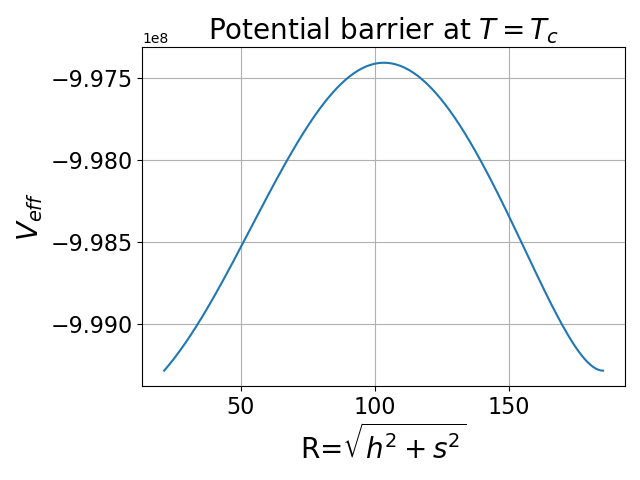 Potential barrier at $T = T_c$
1e8
−9.975
−9.980
−9.985
−9.990
$V_{eff}$
50 100 150
R=$\sqrt{h^2 + s^2}$